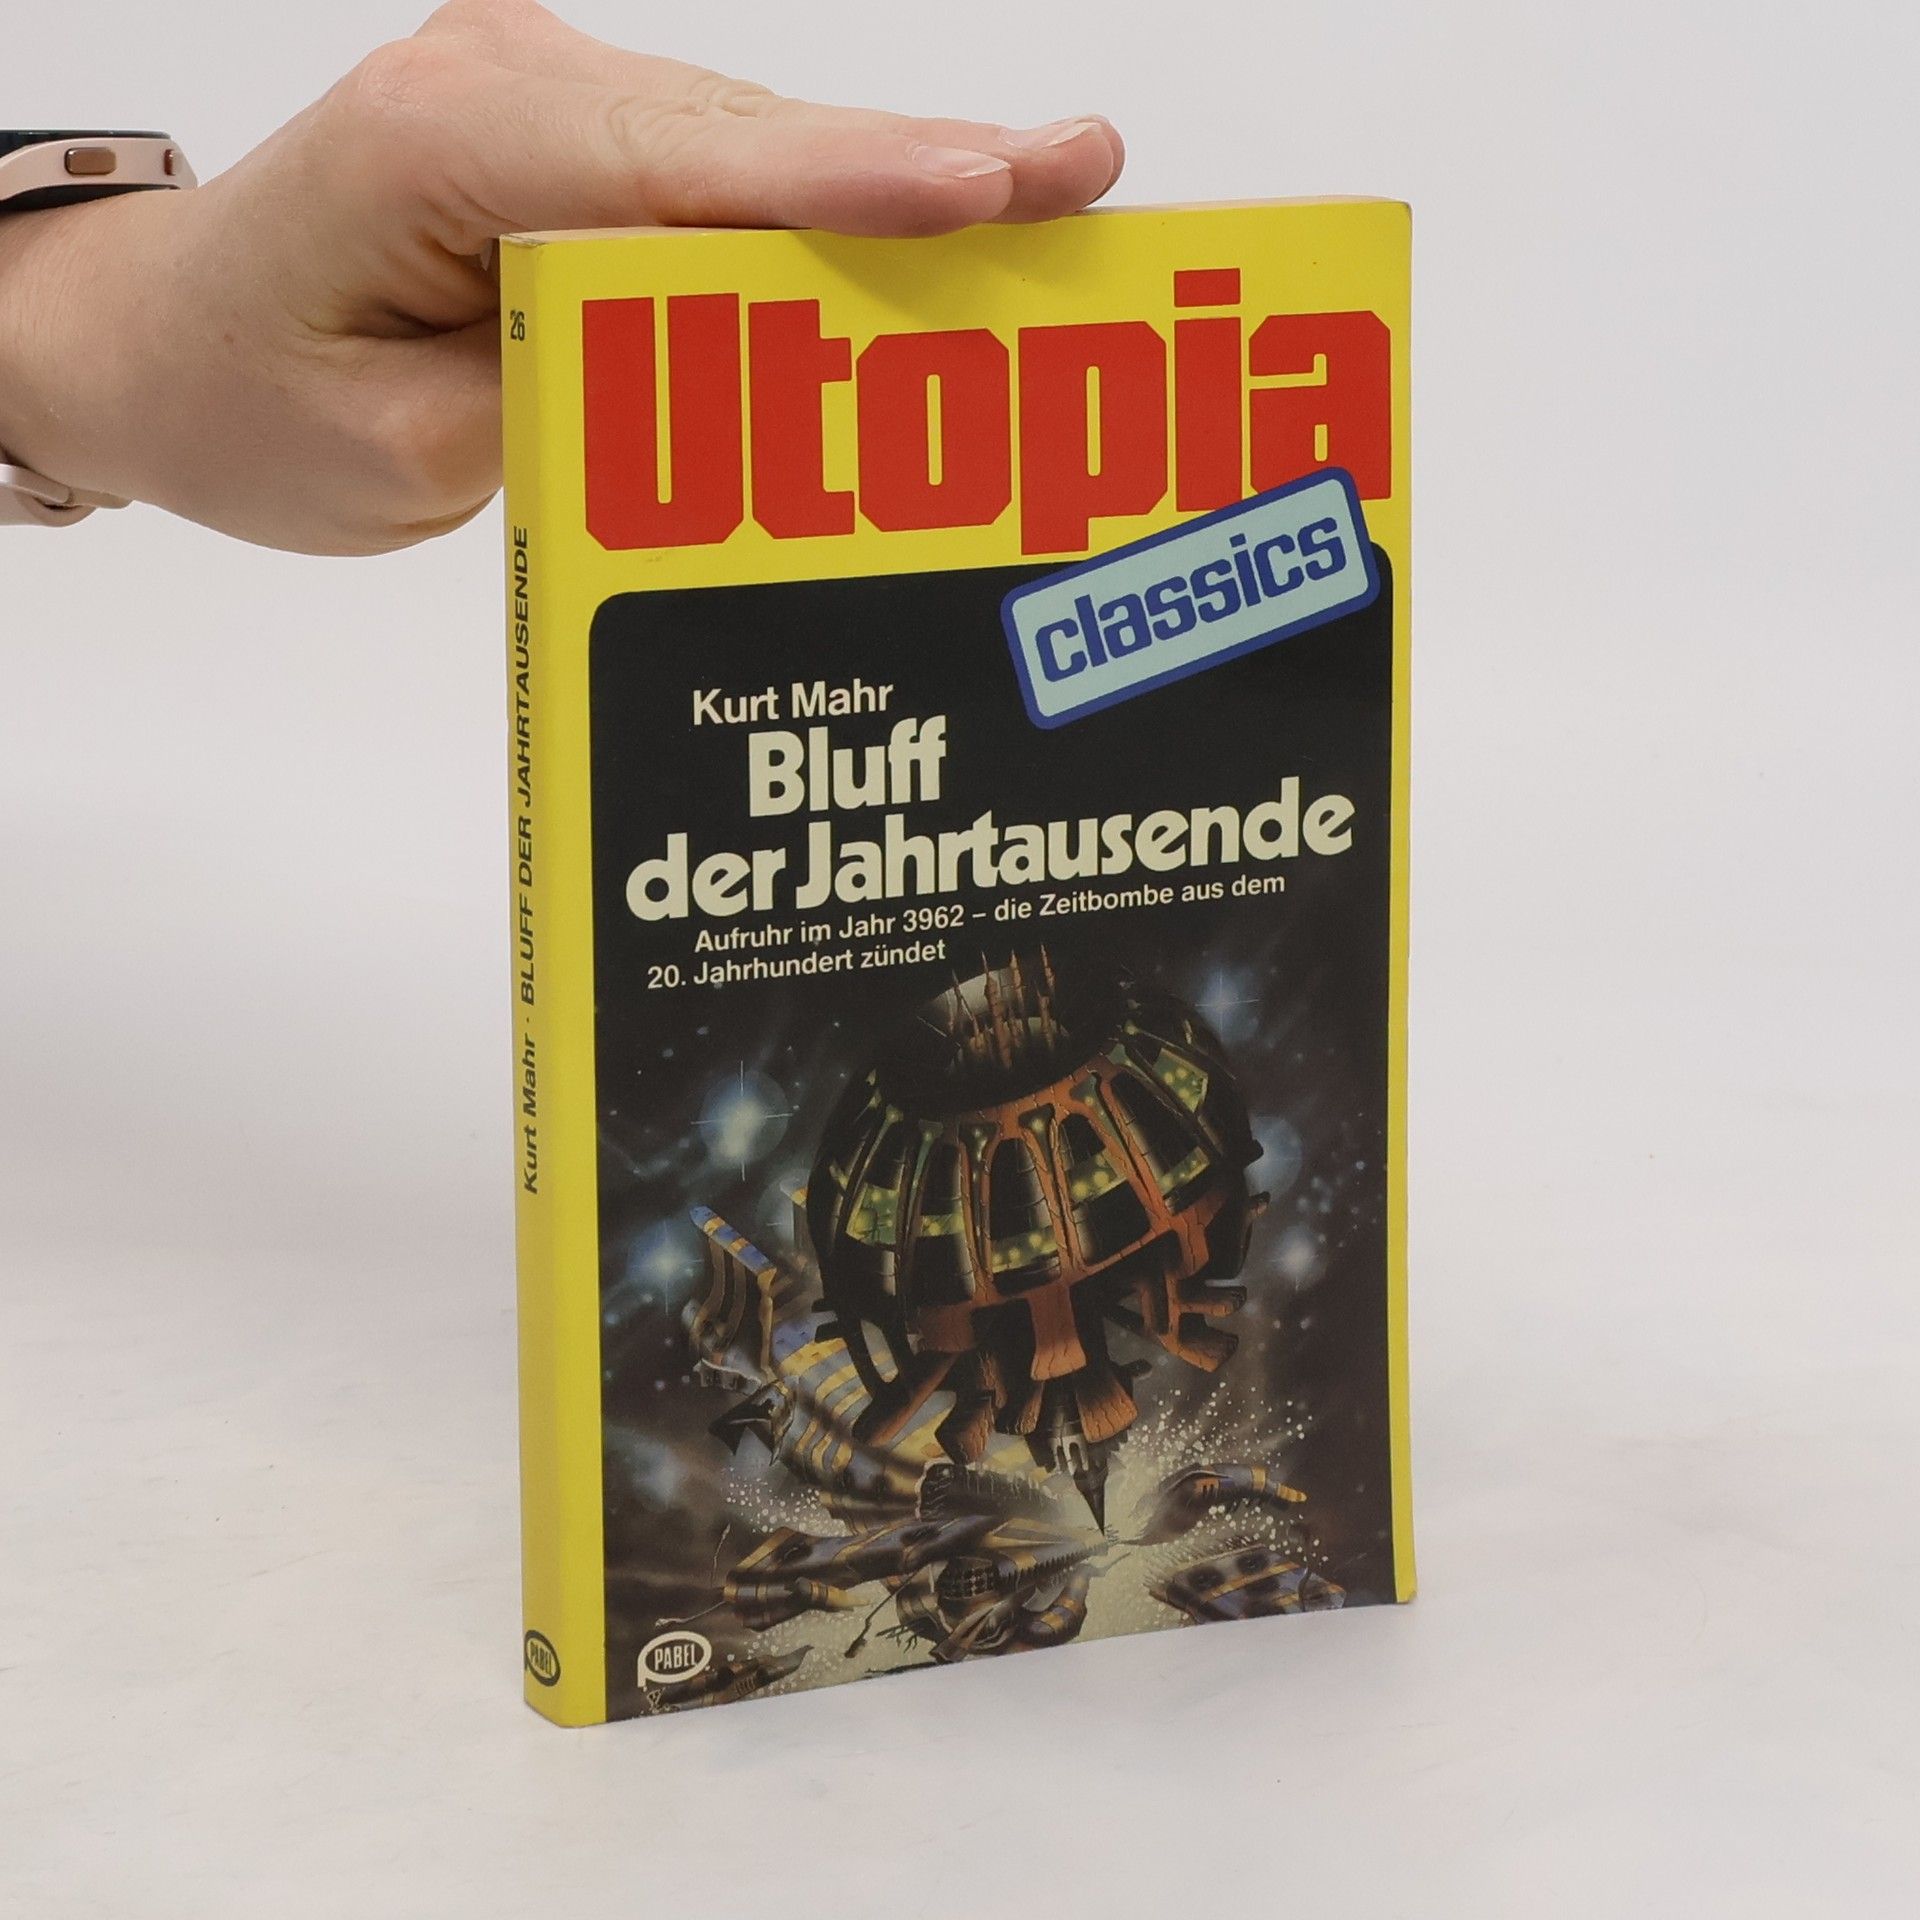 Utopia
classics
Kurt Mahr
Bluff
der Jahrtausende
Aufruhr im Jahr 3962 – die Zeitbombe aus dem
20. Jahrhundert zündet
PABEL
26
Kurt Mahr · BLUFF DER JAHRTAUSENDE
PABEL